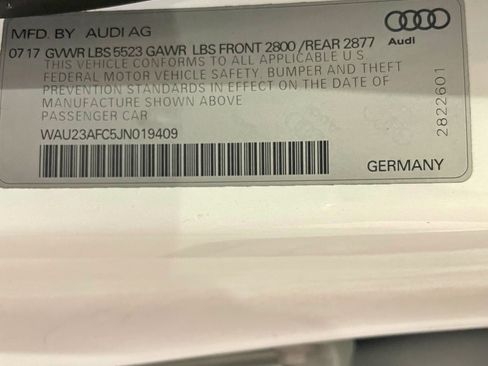 MFD. BY AUDI AG
07 17 GVWR LBS 5523 GAWR LBS FRONT 2800 /REAR 2877
Audi
THIS VEHICLE CONFORMS TO ALL APPLICABLE U.S.
FEDERAL MOTOR VEHICLE SAFETY, BUMPER AND THEFT
PREVENTION STANDARDS IN EFFECT ON THE DATE OF
MANUFACTURE SHOWN ABOVE
PASSENGER CAR
WAU23AFC5JN019409
GERMANY
2822601